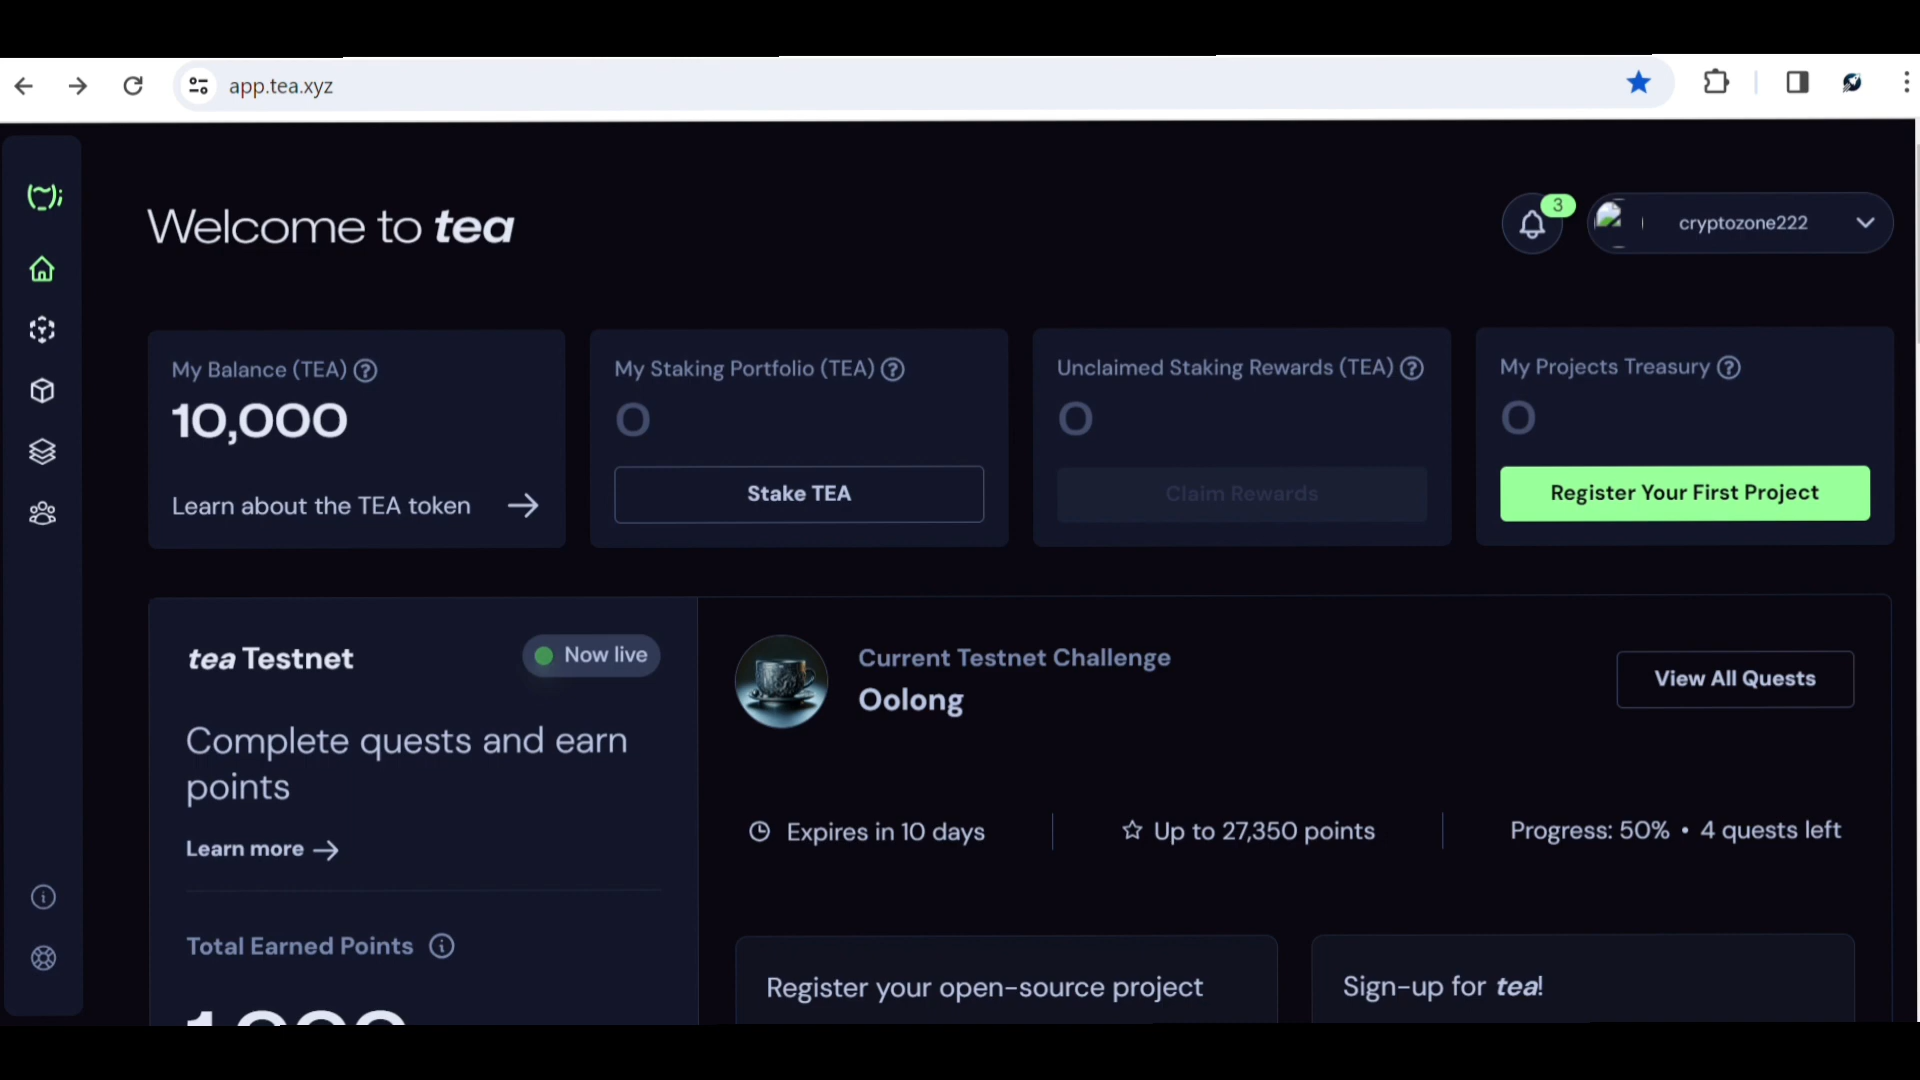 app.tea.xyz
Welcome to tea
3
cryptozone222
My Balance (TEA)
10,000
Learn about the TEA token
My Staking Portfolio (TEA)
0
Stake TEA
Unclaimed Staking Rewards (TEA)
0
Claim Rewards
My Projects Treasury
0
Register Your First Project
tea Testnet
Now live
Complete quests and earn
points
Learn more
Total Earned Points
Current Testnet Challenge
Oolong
View All Quests
Expires in 10 days
Up to 27,350 points
Progress: 50% • 4 quests left
Register your open-source project
Sign-up for tea!